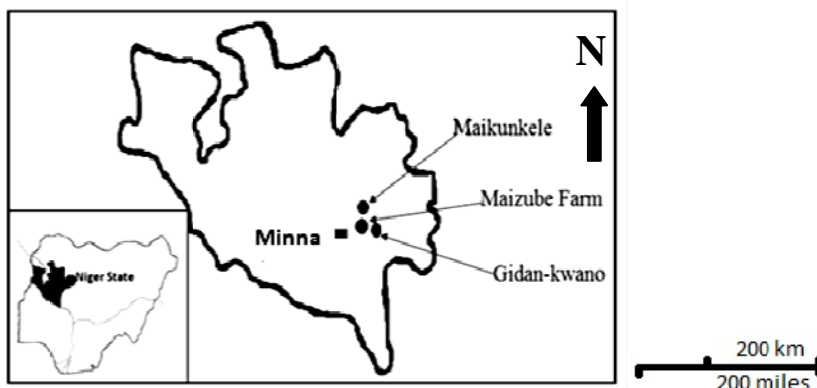 N
Maikunkele
Maizube Farm
Minna
Gidan-kwano
Niger State
200 km
200 miles